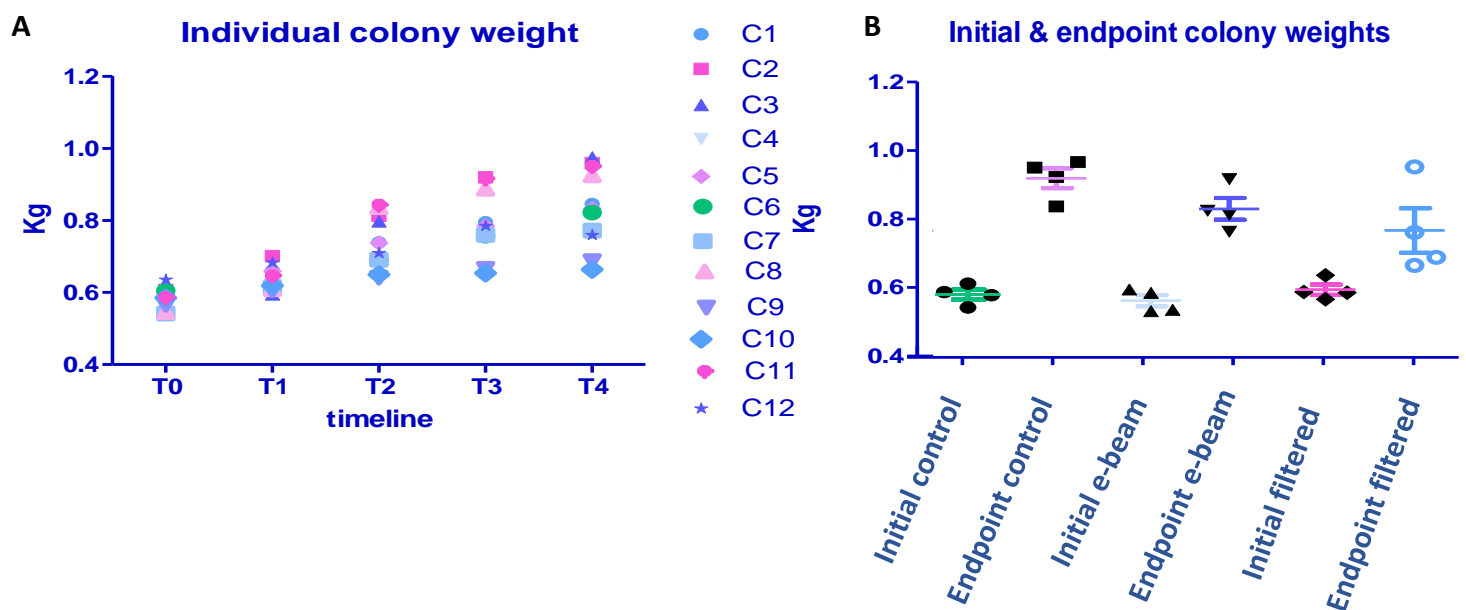 A
Individual colony weight
Kg
1.2
1.0
0.8
0.6
0.4
T0 T1 T2 T3 T4
timeline
C1
C2
C3
C4
C5
C6
C7
C8
C9
C10
C11
C12
B
Initial & endpoint colony weights
Kg
1.2
1.0
0.8
0.6
0.4
Initial control
Endpoint control
Initial e-beam
Endpoint e-beam
Initial filtered
Endpoint filtered